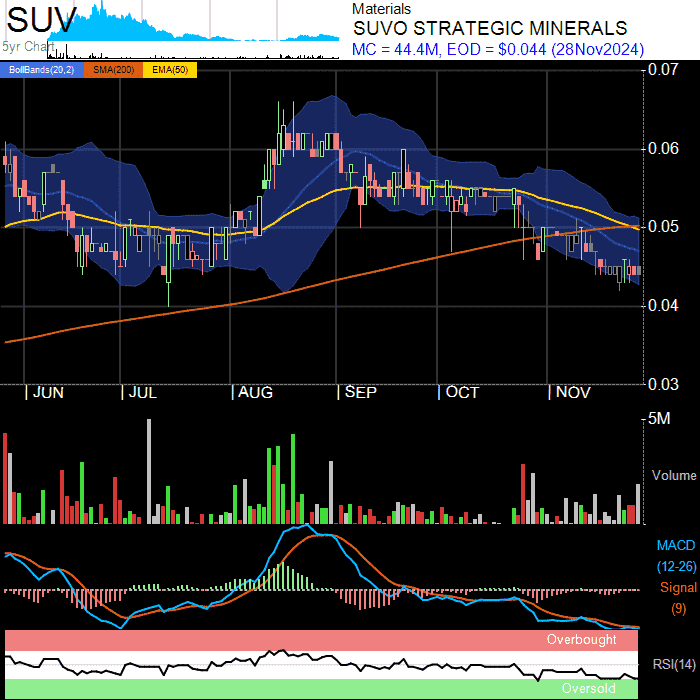 SUV
5yr Chart
Materials
SUVO STRATEGIC MINERALS
MC = 44.4M, EOD = $0.044 (28Nov2024)
BollBands(20,2) SMA(200) EMA(50)
0.07
0.06
0.05
0.04
0.03
JUN JUL AUG SEP OCT NOV
5M
Volume
MACD
(12-26)
Signal
(9)
Overbought
RSI(14)
Oversold